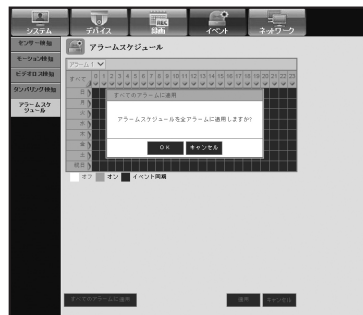 システム デバイス 録画 イベント ネットワーク
センサー検知
モーション検知
ビデオロス検知
タンパリング検知
アラームスケジュール
アラームスケジュール
アラーム 1
すべて 0 1 2 3 4 5 6 7 8 9 10 11 12 13 14 15 16 17 18 19 20 21 22 23
日
月
火
水
木
金
土
祝日
すべてのアラームに適用
アラームスケジュールを全アラームに適用しますか?
OK キャンセル
オフ オン イベント同期
すべてのアラームに適用 適用 キャンセル